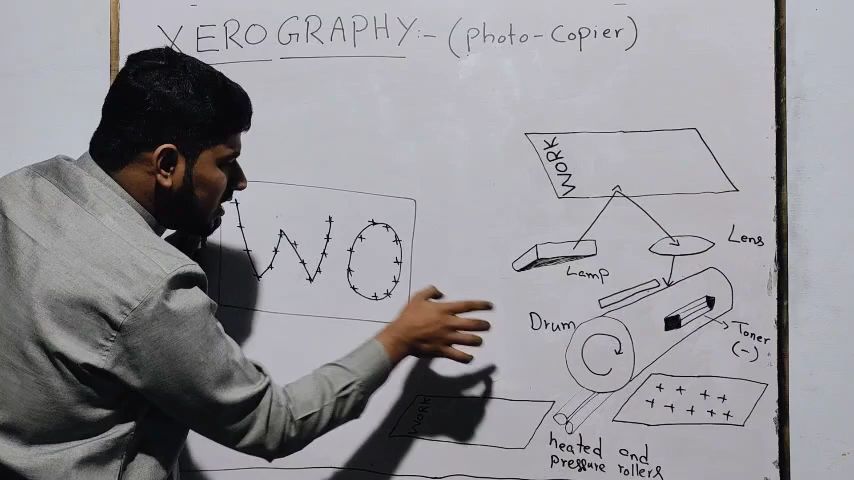 XEROGRAPHY:- (Photo-Copier)
WORK
WO
Lens
Lamp
Drum
Toner
(-)
+ + + +
+ + + +
WORK
heated and
pressure rollers